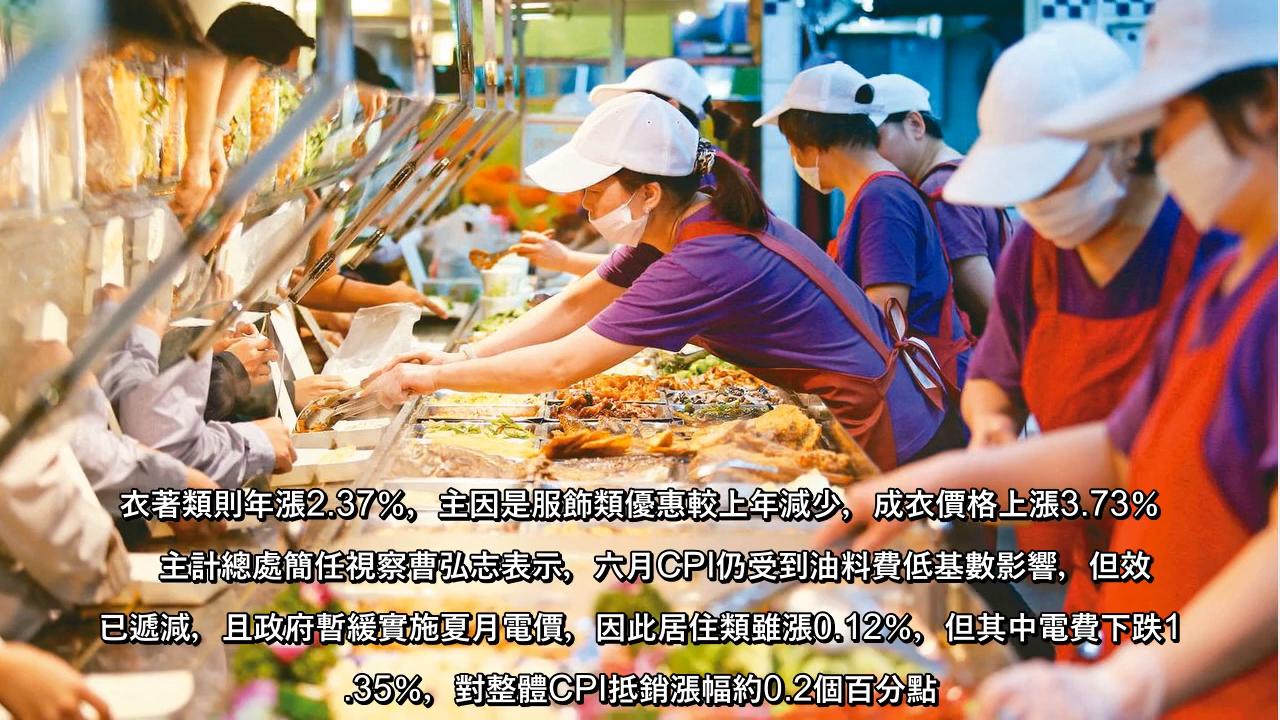 衣著類則年漲2.37%，主因是服飾類優惠較上年減少，成衣價格上漲3.73%
主計總處簡任視察曹弘志表示，六月CPI仍受到油料費低基數影響，但效
已遞減，且政府暫緩實施夏月電價，因此居住類雖漲0.12%，但其中電費下跌1
.35%，對整體CPI抵銷漲幅約0.2個百分點